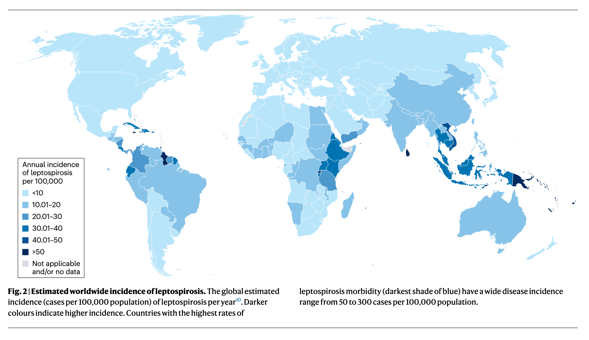 Annual incidence
of leptospirosis
per 100,000
<10
10.01–20
20.01–30
30.01–40
40.01–50
>50
Not applicable
and/or no data
Fig. 2 | Estimated worldwide incidence of leptospirosis. The global estimated
incidence (cases per 100,000 population) of leptospirosis per year10. Darker
colours indicate higher incidence. Countries with the highest rates of
leptospirosis morbidity (darkest shade of blue) have a wide disease incidence
range from 50 to 300 cases per 100,000 population.